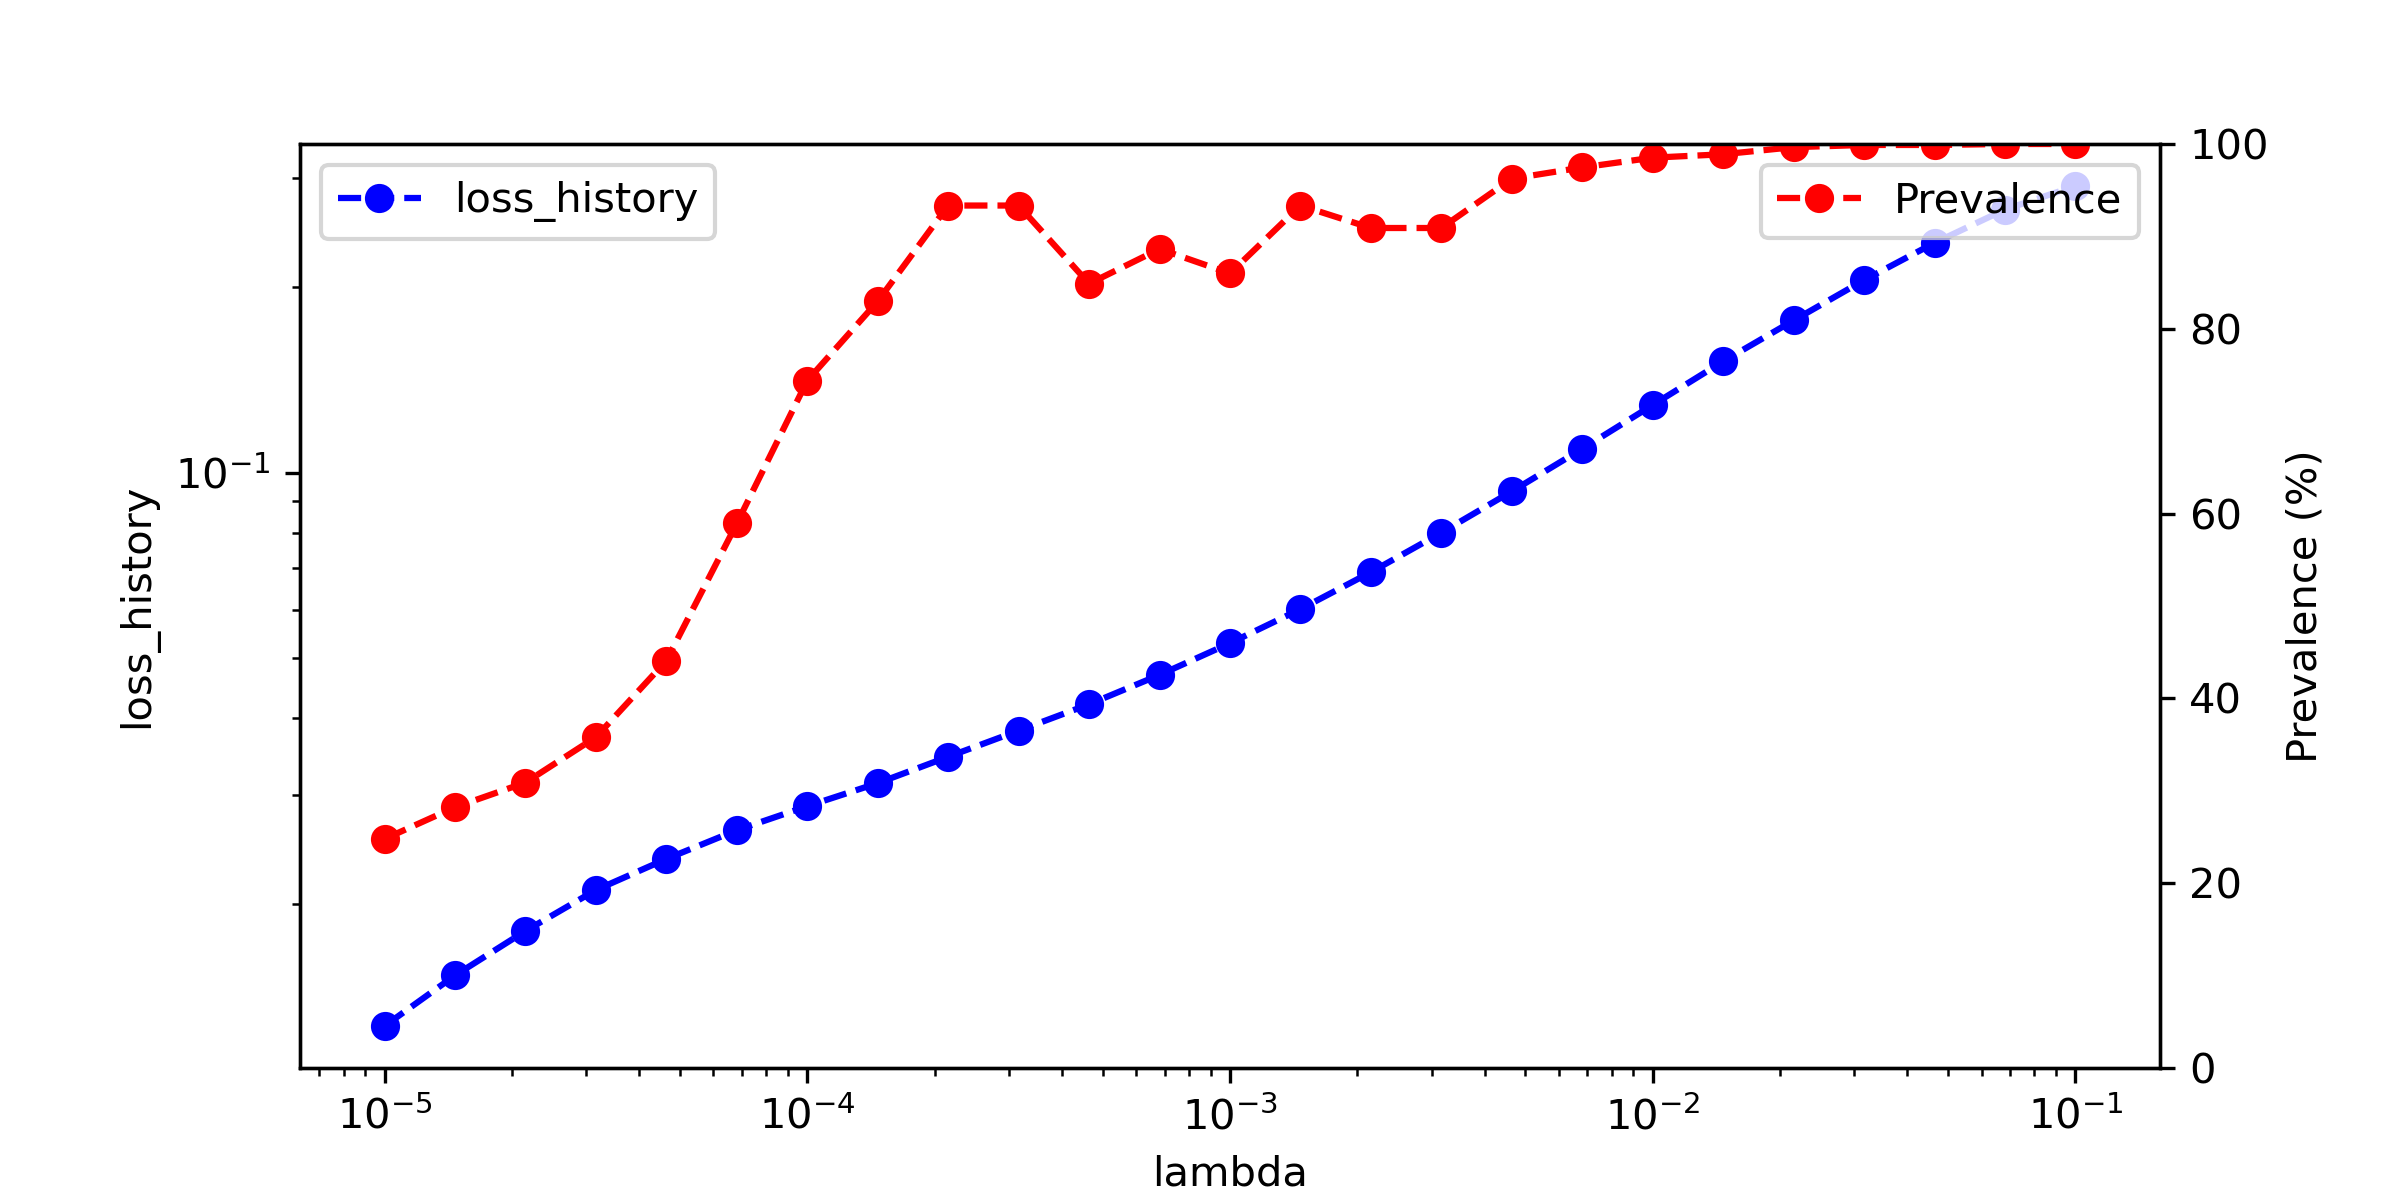 loss_history
Prevalence
100
80
60
40
20
0
10⁻¹
loss_history
Prevalence (%)
10⁻⁵ 10⁻⁴ 10⁻³ 10⁻² 10⁻¹
lambda